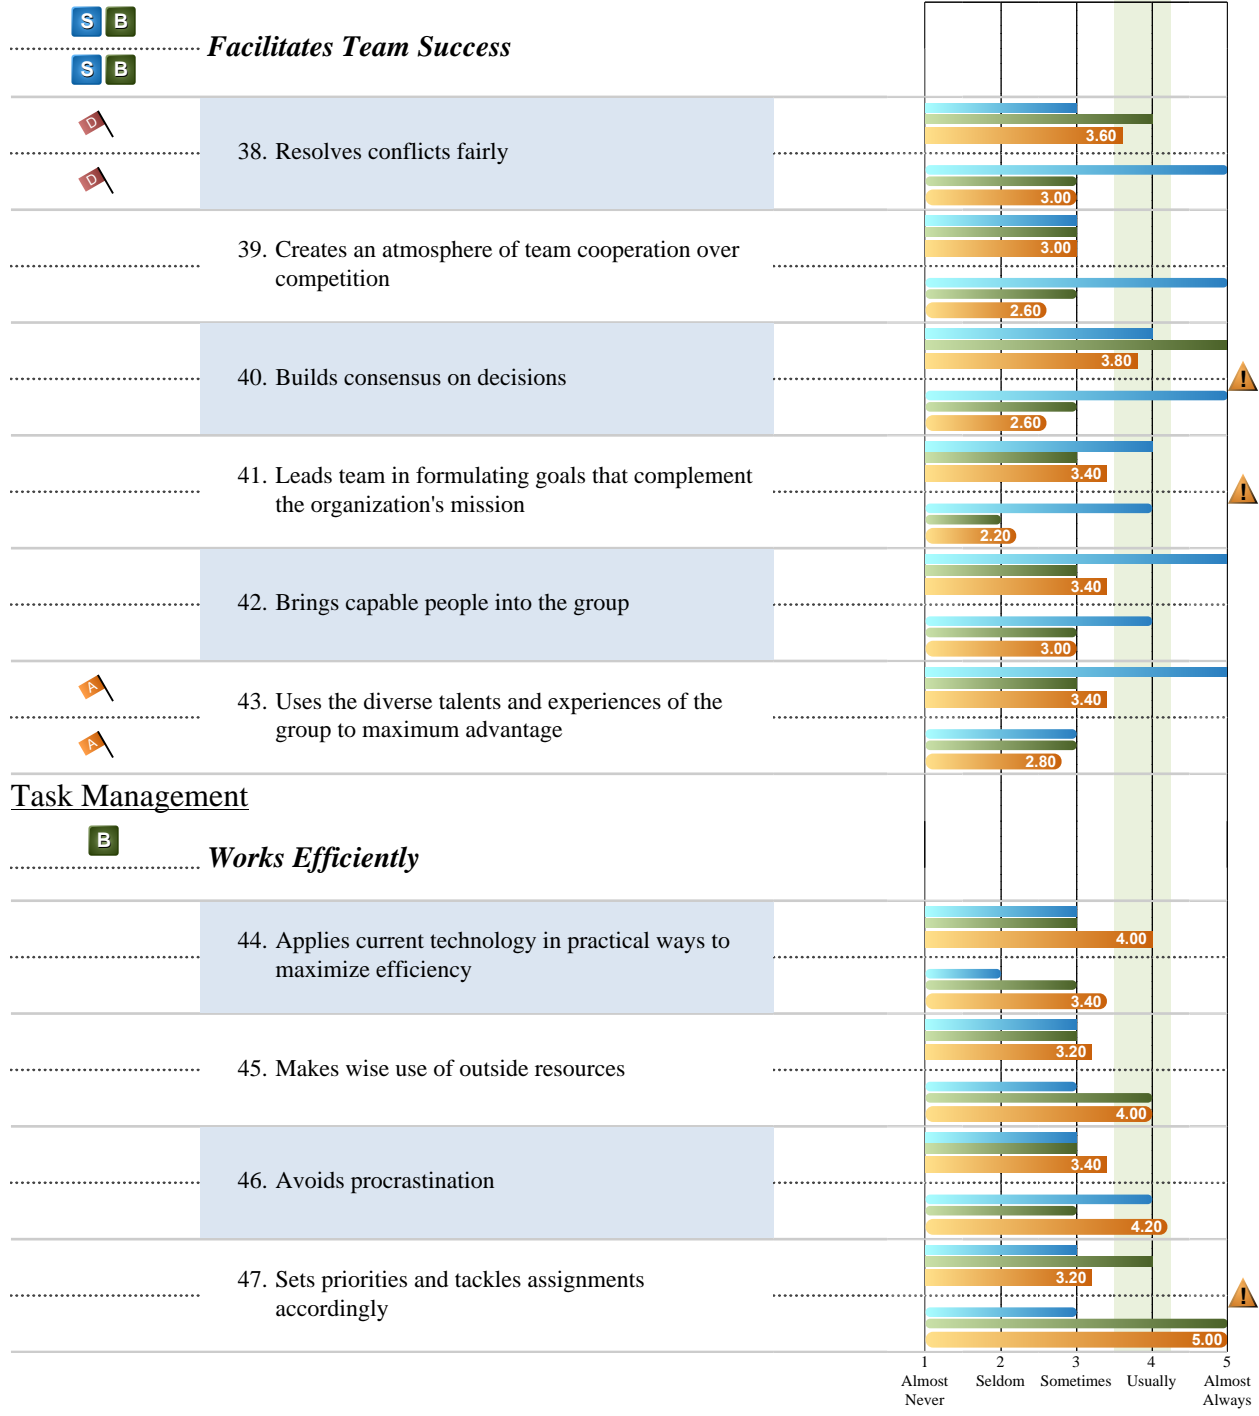 S B
Facilitates Team Success
S B
D
38. Resolves conflicts fairly
D
3.60
3.00
39. Creates an atmosphere of team cooperation over
competition
3.00
2.60
40. Builds consensus on decisions
3.80
!
2.60
41. Leads team in formulating goals that complement
the organization's mission
3.40
!
2.20
42. Brings capable people into the group
3.40
3.00
A
43. Uses the diverse talents and experiences of the
group to maximum advantage
A
3.40
2.80
Task Management
B
Works Efficiently
44. Applies current technology in practical ways to
maximize efficiency
4.00
3.40
45. Makes wise use of outside resources
3.20
4.00
46. Avoids procrastination
3.40
4.20
47. Sets priorities and tackles assignments
accordingly
3.20
!
5.00
1 2 3 4 5
Almost Seldom Sometimes Usually Almost
Never Always